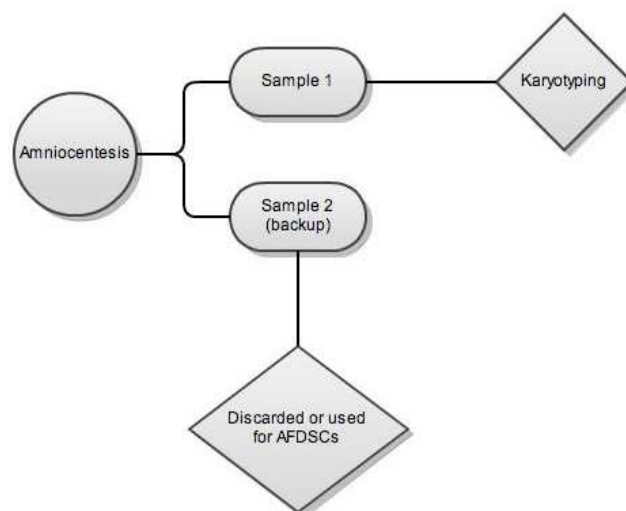 Amniocentesis
Sample 1
Karyotyping
Sample 2
(backup)
Discarded or used
for AFDSCs